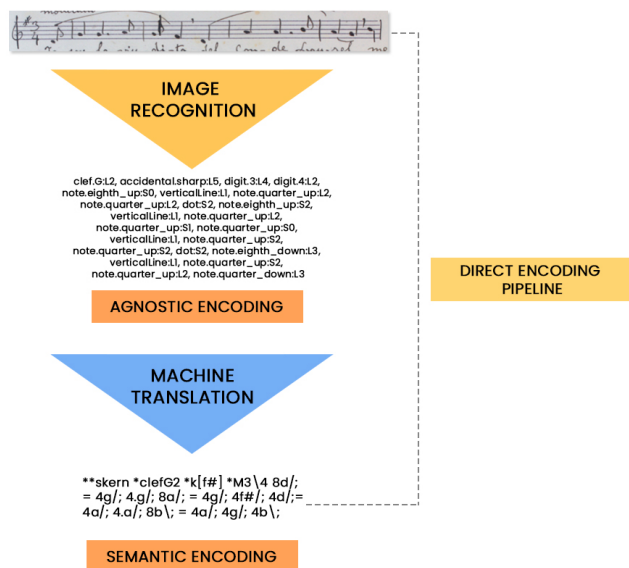 IMAGE
RECOGNITION
clef.G:L2, accidental.sharp:L5, digit.3:L4, digit.4:L2,
note.eighth_up:S0, verticalLine:L1, note.quarter_up:L2,
note.quarter_up:L2, dot:S2, note.eighth_up:S2,
verticalLine:L1, note.quarter_up:L2,
note.quarter_up:S1, note.quarter_up:S0,
verticalLine:L1, note.quarter_up:S2,
note.quarter_up:S2, dot:S2, note.eighth_down:L3,
verticalLine:L1, note.quarter_up:S2,
note.quarter_up:L2, note.quarter_down:L3
AGNOSTIC ENCODING
DIRECT ENCODING
PIPELINE
MACHINE
TRANSLATION
**skern *clefG2 *k[f#] *M3\4 8d/;
= 4g/; 4.g/; 8a/; = 4g/; 4f#/; 4d/;=
4a/; 4.a/; 8b\; = 4a/; 4g/; 4b\;
SEMANTIC ENCODING